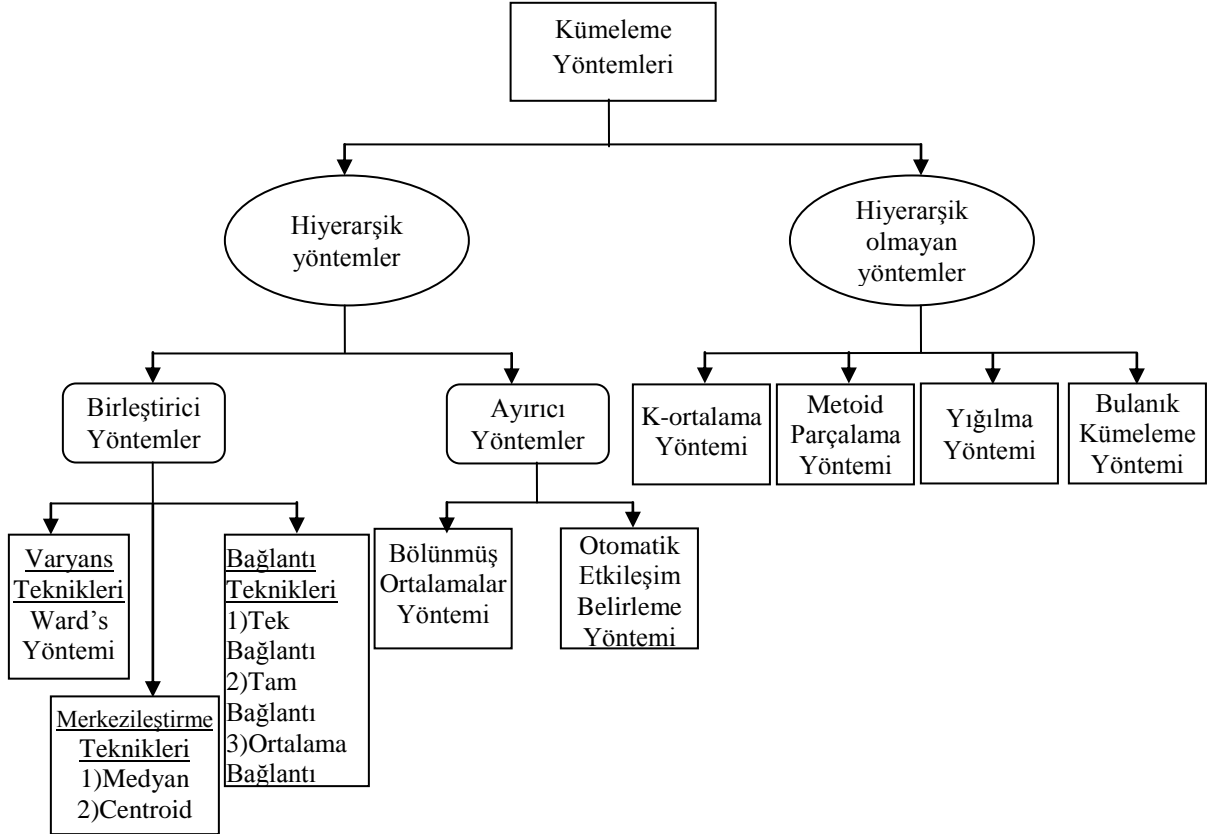 Kümeleme
Yöntemleri
Hiyerarşik
yöntemler
Hiyerarşik
olmayan
yöntemler
Birleştirici
Yöntemler
Ayırıcı
Yöntemler
K-ortalama
Yöntemi
Metoid
Parçalama
Yöntemi
Yığılma
Yöntemi
Bulanık
Kümeleme
Yöntemi
Varyans
Teknikleri
Ward’s
Yöntemi
Merkezileştirme
Teknikleri
1)Medyan
2)Centroid
Bağlantı
Teknikleri
1)Tek
Bağlantı
2)Tam
Bağlantı
3)Ortalama
Bağlantı
Bölünmüş
Ortalamalar
Yöntemi
Otomatik
Etkileşim
Belirleme
Yöntemi